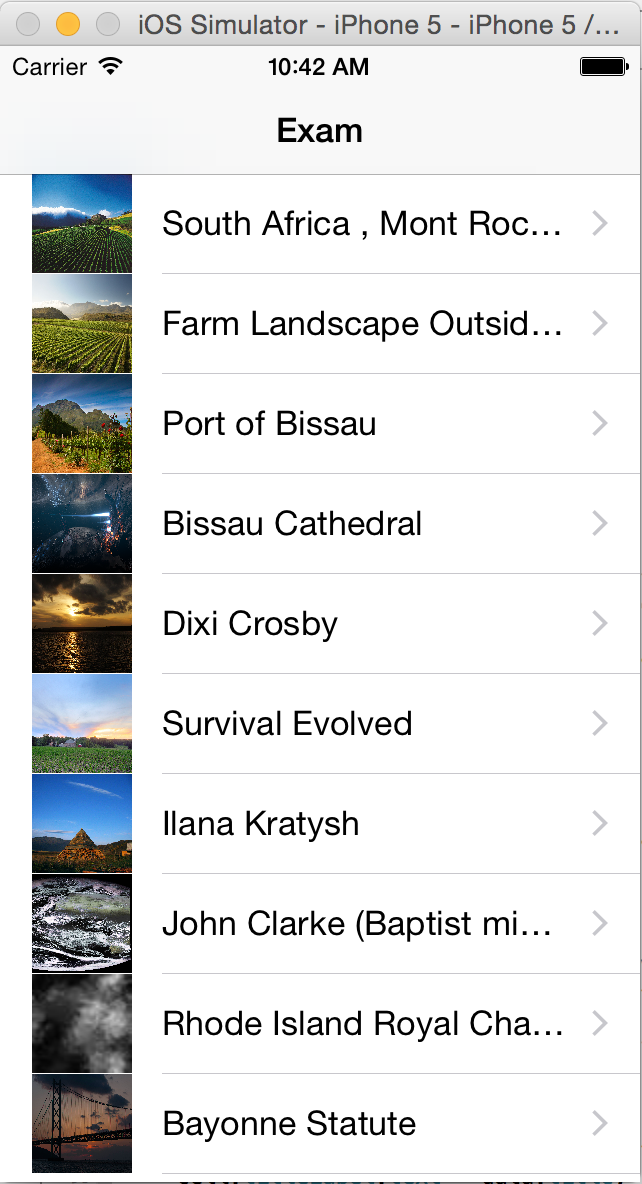 iOS Simulator - iPhone 5 - iPhone 5 /...
Carrier 10:42 AM
Exam
South Africa , Mont Roc...
Farm Landscape Outsid...
Port of Bissau
Bissau Cathedral
Dixi Crosby
Survival Evolved
Ilana Kratysh
John Clarke (Baptist mi...
Rhode Island Royal Cha...
Bayonne Statute